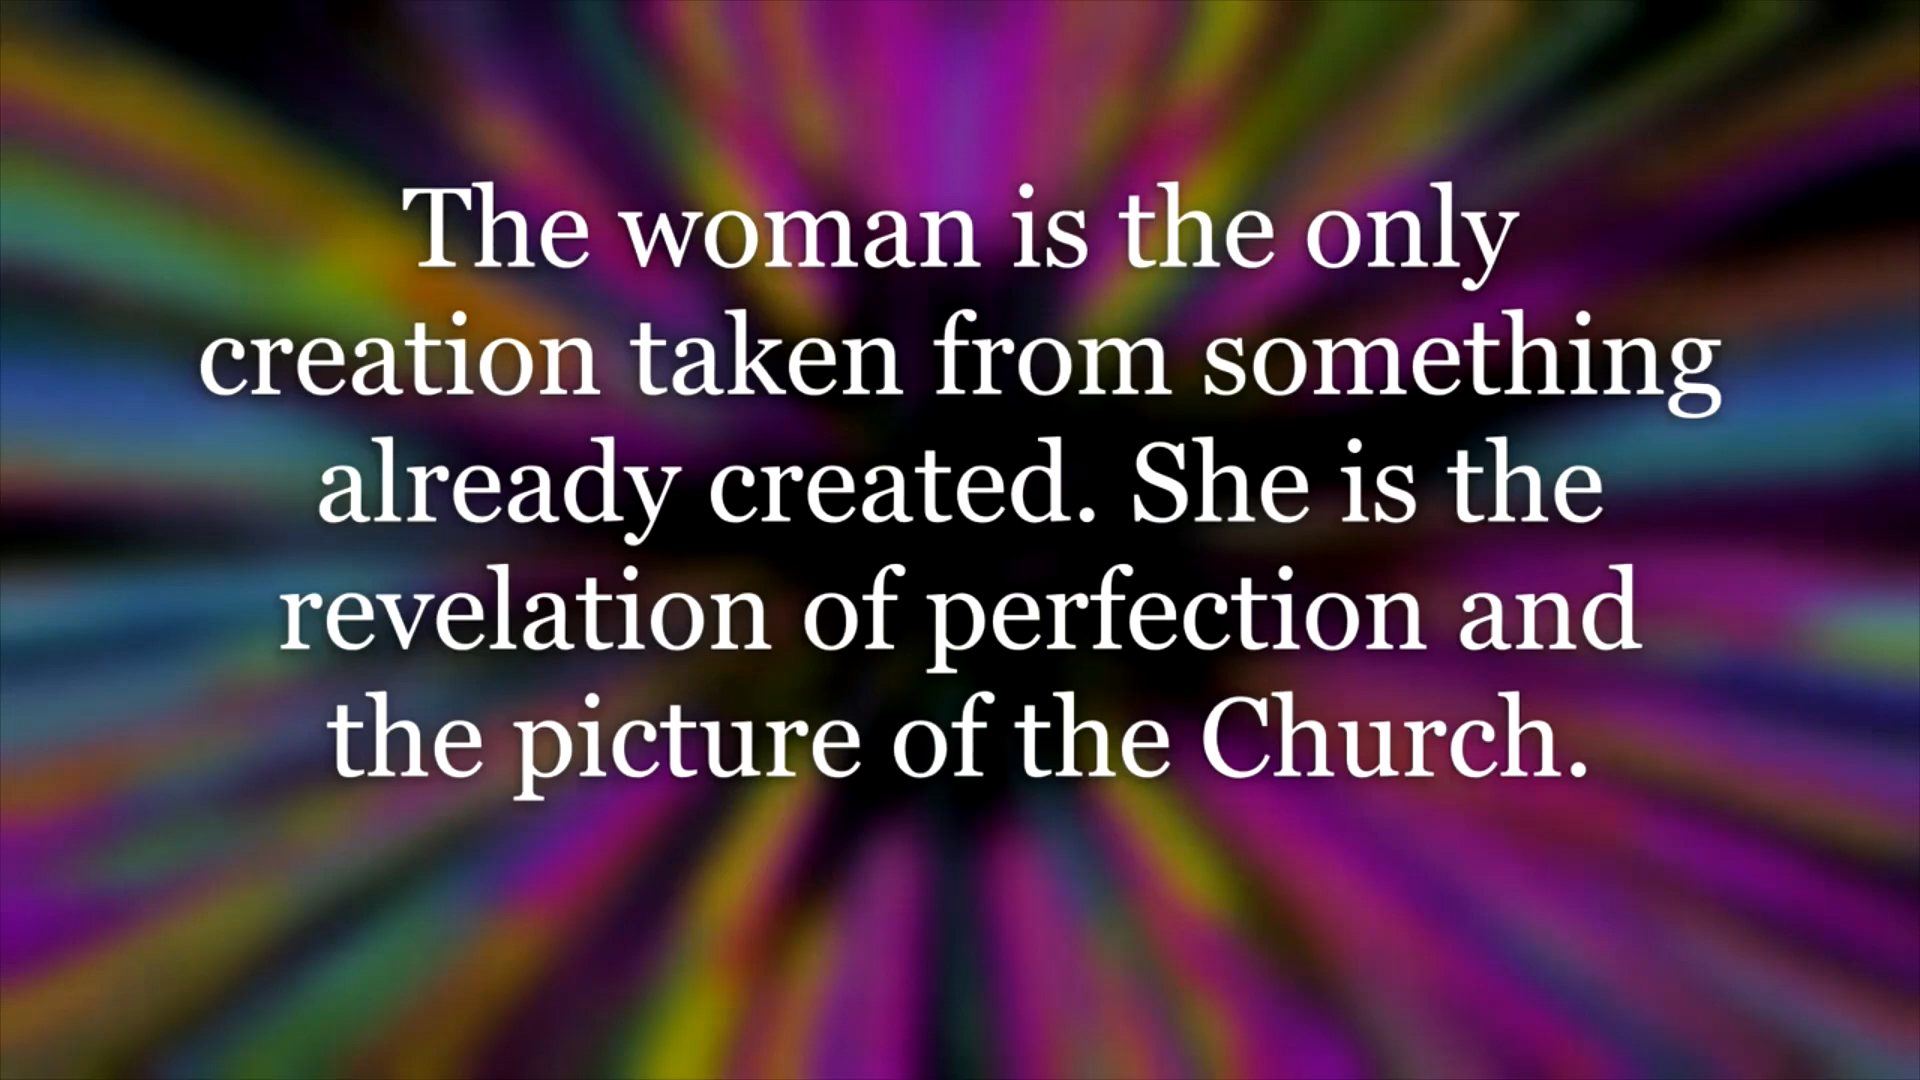 The woman is the only
creation taken from something
already created. She is the
revelation of perfection and
the picture of the Church.